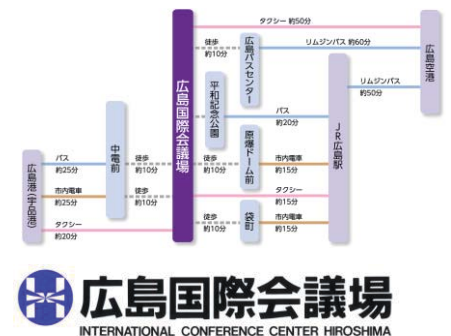 タクシー 約50分
徒歩
約10分
広島バスセンター
リムジンバス 約60分
広島空港
リムジンバス
約50分
平和記念公園
バス
約20分
JR広島駅
広島国際会議場
中電前
原爆ドーム前
広島港(宇品港)
バス
約25分
徒歩
約10分
徒歩
約10分
市内電車
約15分
市内電車
約25分
徒歩
約10分
タクシー
約15分
タクシー
約20分
徒歩
約10分
袋町
市内電車
約15分
広島国際会議場
INTERNATIONAL CONFERENCE CENTER HIROSHIMA